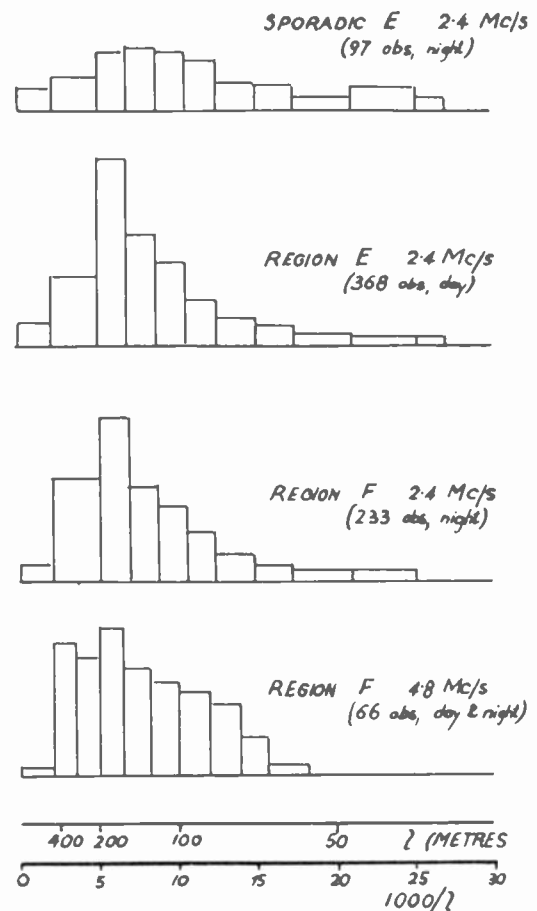 SPORADIC E 2·4 Mc/s
(97 obs, night)
REGION E 2·4 Mc/s
(368 obs, day)
REGION F 2·4 Mc/s
(233 obs, night)
REGION F 4·8 Mc/s
(66 obs, day & night)
400 200 100 50 l (METRES
0 5 10 15 20 25 30
1000/l